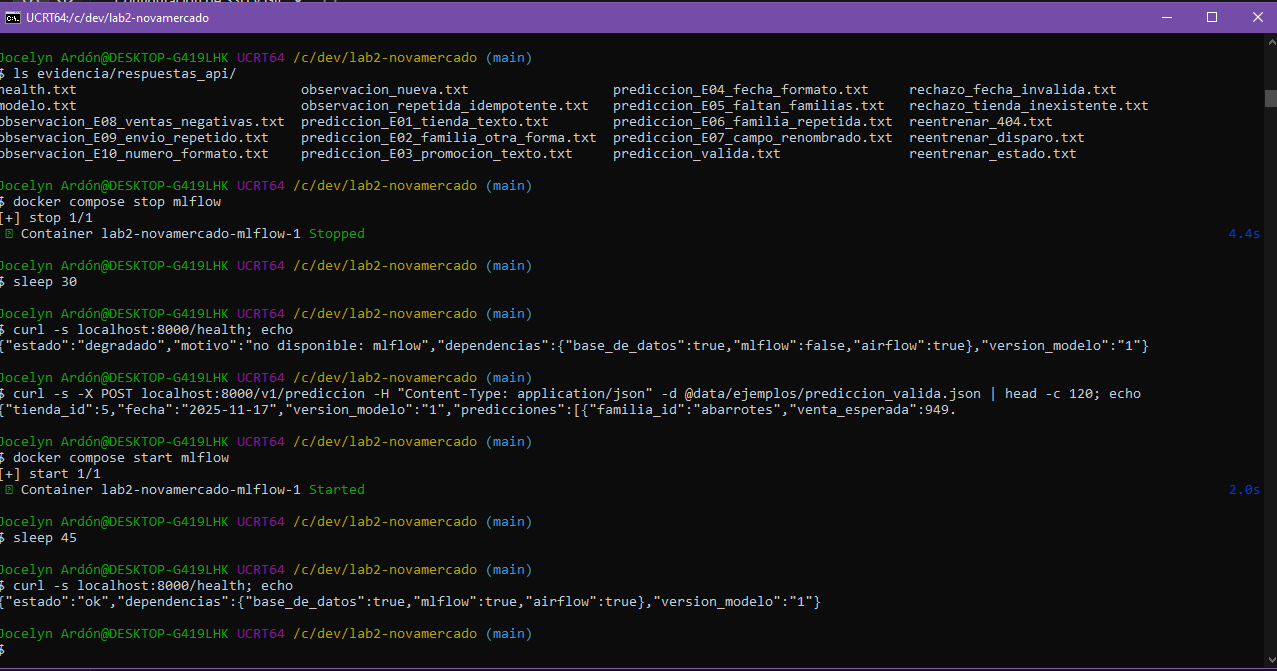 UCRT64:/c/dev/lab2-novamercado
Jocelyn Ardón@DESKTOP-G419LHK UCRT64 /c/dev/lab2-novamercado (main)
$ ls evidencia/respuestas_api/
health.txt observacion_nueva.txt prediccion_E04_fecha_formato.txt rechazo_fecha_invalida.txt
modelo.txt observacion_repetida_idempotente.txt prediccion_E05_faltan_familias.txt rechazo_tienda_inexistente.txt
observacion_E08_ventas_negativas.txt prediccion_E01_tienda_texto.txt prediccion_E06_familia_repetida.txt reentrenar_404.txt
observacion_E09_envio_repetido.txt prediccion_E02_familia_otra_forma.txt prediccion_E07_campo_renombrado.txt reentrenar_disparo.txt
observacion_E10_numero_formato.txt prediccion_E03_promocion_texto.txt prediccion_valida.txt reentrenar_estado.txt
Jocelyn Ardón@DESKTOP-G419LHK UCRT64 /c/dev/lab2-novamercado (main)
$ docker compose stop mlflow
[+] stop 1/1
Container lab2-novamercado-mlflow-1 Stopped 4.4s
Jocelyn Ardón@DESKTOP-G419LHK UCRT64 /c/dev/lab2-novamercado (main)
$ sleep 30
Jocelyn Ardón@DESKTOP-G419LHK UCRT64 /c/dev/lab2-novamercado (main)
$ curl -s localhost:8000/health; echo
{"estado":"degradado","motivo":"no disponible: mlflow","dependencias":{"base_de_datos":true,"mlflow":false,"airflow":true},"version_modelo":"1"}
Jocelyn Ardón@DESKTOP-G419LHK UCRT64 /c/dev/lab2-novamercado (main)
$ curl -s -X POST localhost:8000/v1/prediccion -H "Content-Type: application/json" -d @data/ejemplos/prediccion_valida.json | head -c 120; echo
{"tienda_id":5,"fecha":"2025-11-17","version_modelo":"1","predicciones":[{"familia_id":"abarrotes","venta_esperada":949.
Jocelyn Ardón@DESKTOP-G419LHK UCRT64 /c/dev/lab2-novamercado (main)
$ docker compose start mlflow
[+] start 1/1
Container lab2-novamercado-mlflow-1 Started 2.0s
Jocelyn Ardón@DESKTOP-G419LHK UCRT64 /c/dev/lab2-novamercado (main)
$ sleep 45
Jocelyn Ardón@DESKTOP-G419LHK UCRT64 /c/dev/lab2-novamercado (main)
$ curl -s localhost:8000/health; echo
{"estado":"ok","dependencias":{"base_de_datos":true,"mlflow":true,"airflow":true},"version_modelo":"1"}
Jocelyn Ardón@DESKTOP-G419LHK UCRT64 /c/dev/lab2-novamercado (main)
$